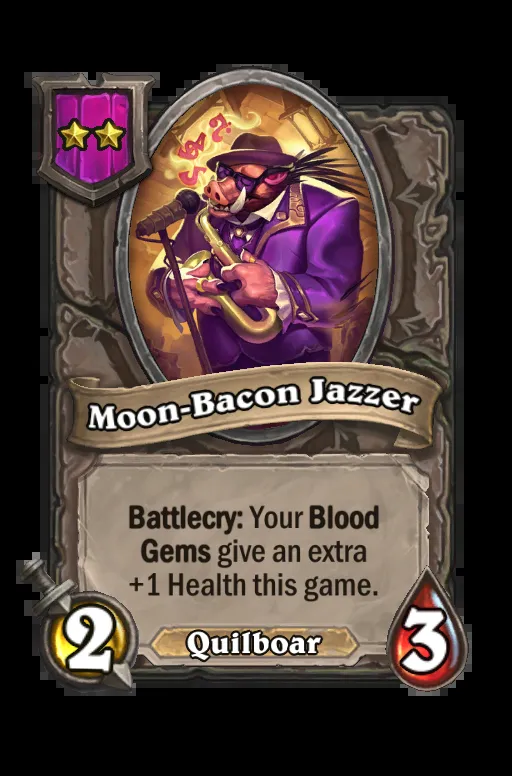 Moon-Bacon Jazzer
Battlecry: Your Blood
Gems give an extra
+1 Health this game.
2
Quilboar
3